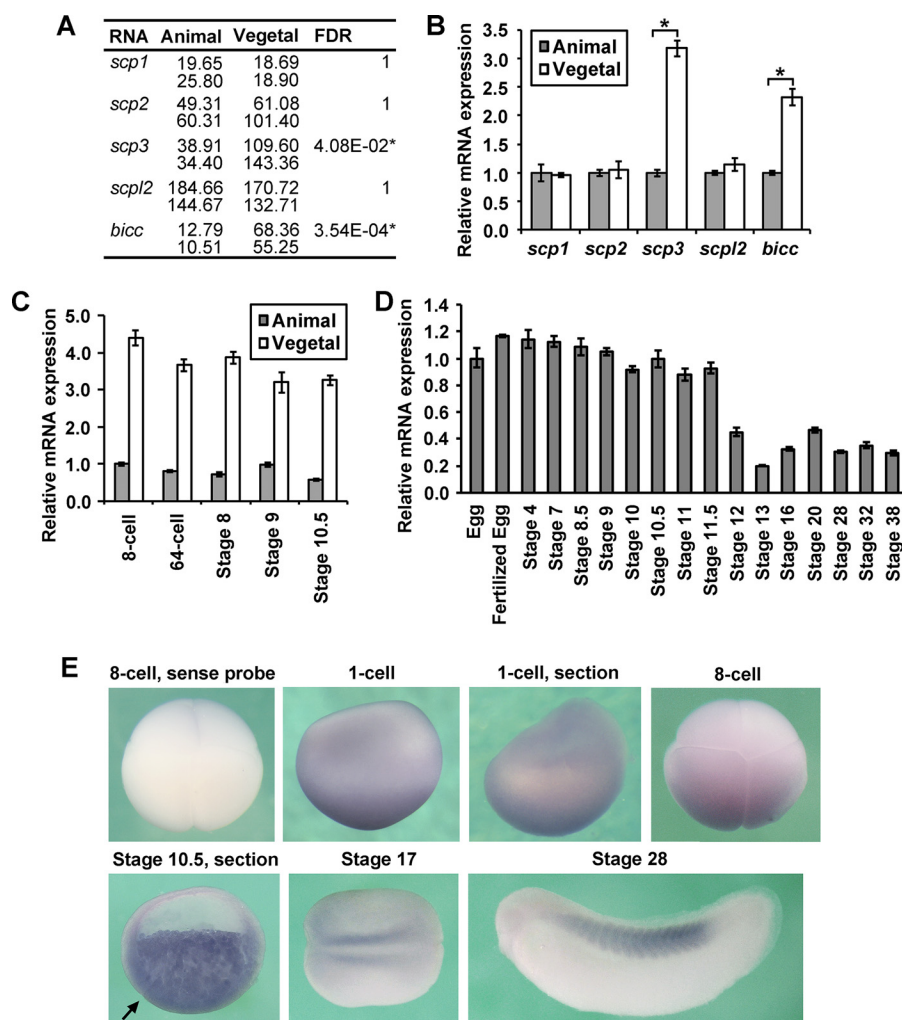 A
RNA Animal Vegetal FDR
scp1 19.65 18.69 1
25.80 18.90
scp2 49.31 61.08 1
60.31 101.40
scp3 38.91 109.60 4.08E-02*
34.40 143.36
scpl2 184.66 170.72 1
144.67 132.71
bicc 12.79 68.36 3.54E-04*
10.51 55.25
B
Relative mRNA expression
3.5
3.0
2.5
2.0
1.5
1.0
0.5
0.0
Animal
Vegetal
*
*
scp1 scp2 scp3 scpl2 bicc
C
Relative mRNA expression
5.0
4.0
3.0
2.0
1.0
0.0
Animal
Vegetal
8-cell
64-cell
Stage 8
Stage 9
Stage 10.5
D
Relative mRNA expression
1.4
1.2
1.0
0.8
0.6
0.4
0.2
0.0
Egg
Fertilized Egg
Stage 4
Stage 7
Stage 8.5
Stage 9
Stage 10
Stage 10.5
Stage 11
Stage 11.5
Stage 12
Stage 13
Stage 16
Stage 20
Stage 28
Stage 32
Stage 38
E
8-cell, sense probe 1-cell 1-cell, section 8-cell
Stage 10.5, section Stage 17 Stage 28